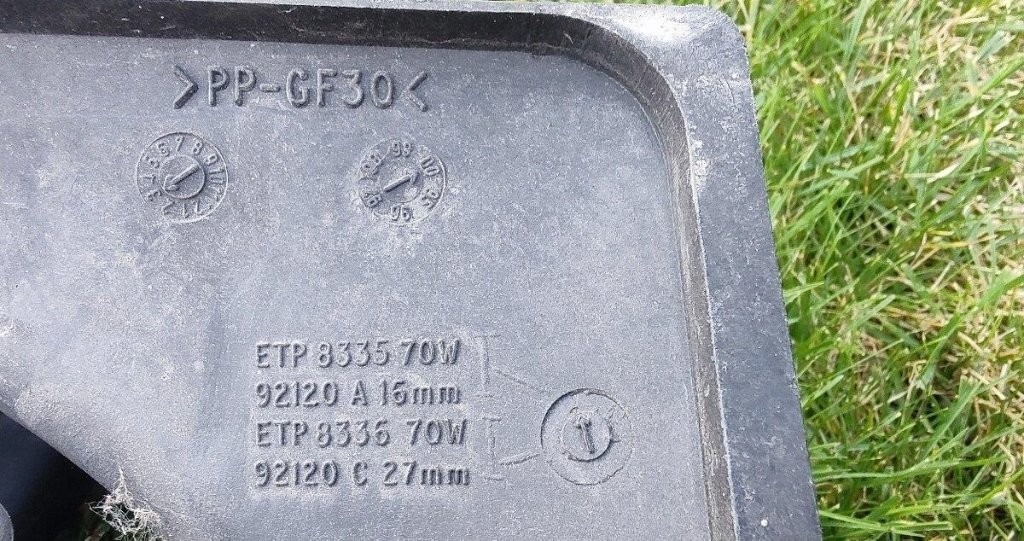 >PP-GF30<
ETP 8335 70W
92120 A 16mm
ETP 8336 70W
92120 C 27mm